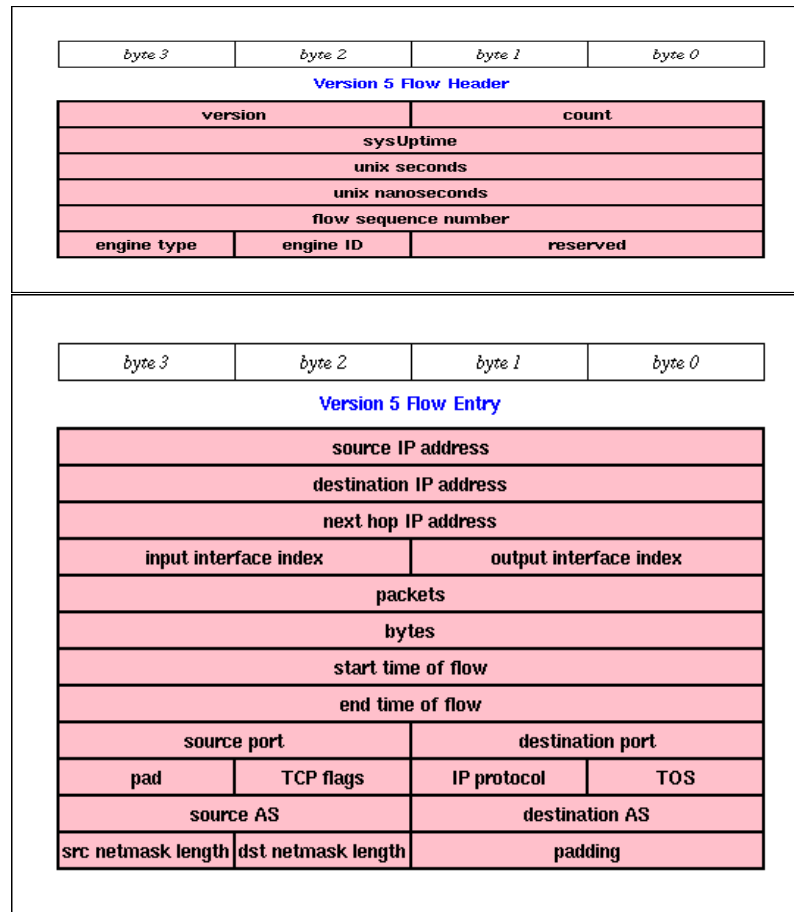 byte 3 byte 2 byte 1 byte 0
Version 5 Flow Header
version count
sysUptime
unix seconds
unix nanoseconds
flow sequence number
engine type engine ID reserved
byte 3 byte 2 byte 1 byte 0
Version 5 Flow Entry
source IP address
destination IP address
next hop IP address
input interface index output interface index
packets
bytes
start time of flow
end time of flow
source port destination port
pad TCP flags IP protocol TOS
source AS destination AS
src netmask length dst netmask length padding